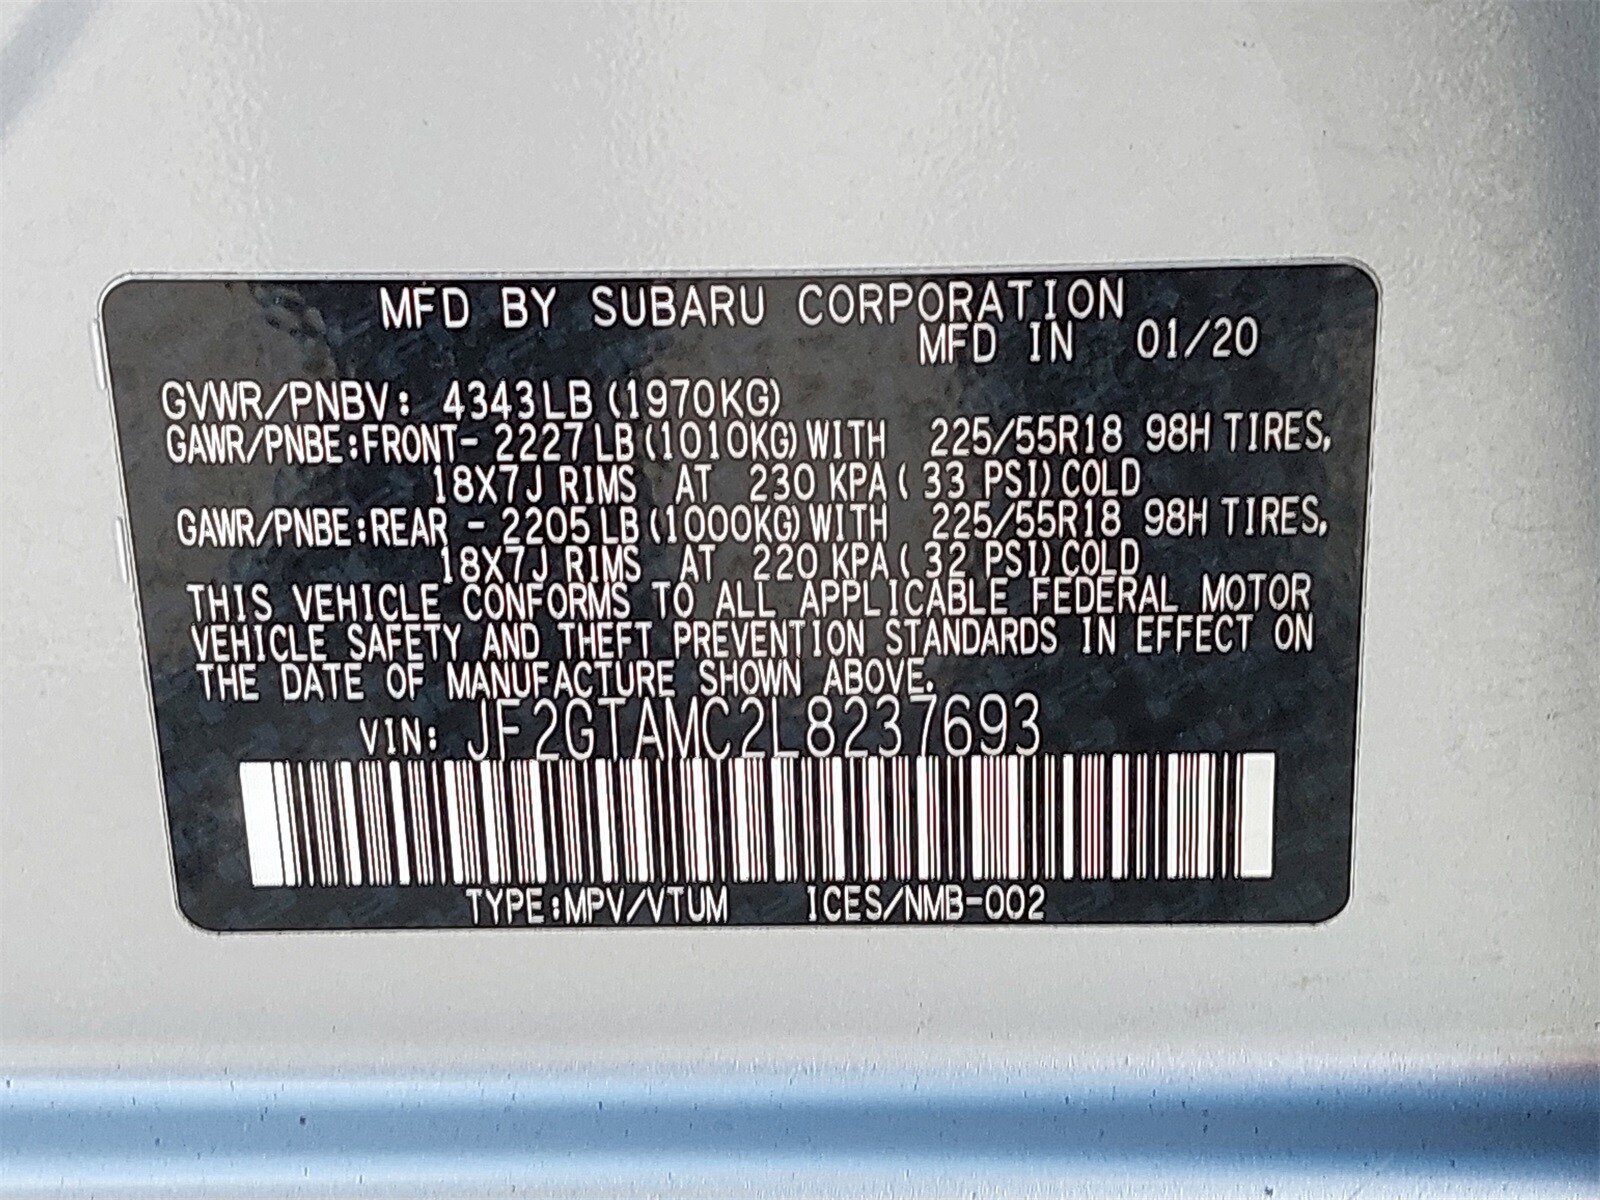 MFD BY SUBARU CORPORATION
MFD IN 01/20
GVWR/PNBV: 4343LB (1970KG)
GAWR/PNBE:FRONT- 2227LB (1010KG) WITH 225/55R18 98H TIRES,
18X7J RIMS AT 230 KPA ( 33 PSI) COLD
GAWR/PNBE:REAR - 2205LB (1000KG) WITH 225/55R18 98H TIRES,
18X7J RIMS AT 220 KPA ( 32 PSI) COLD
THIS VEHICLE CONFORMS TO ALL APPLICABLE FEDERAL MOTOR
VEHICLE SAFETY AND THEFT PREVENTION STANDARDS IN EFFECT ON
THE DATE OF MANUFACTURE SHOWN ABOVE.
VIN: JF2GTAMC2L8237693
TYPE:MPV/VTUM ICES/NMB-002